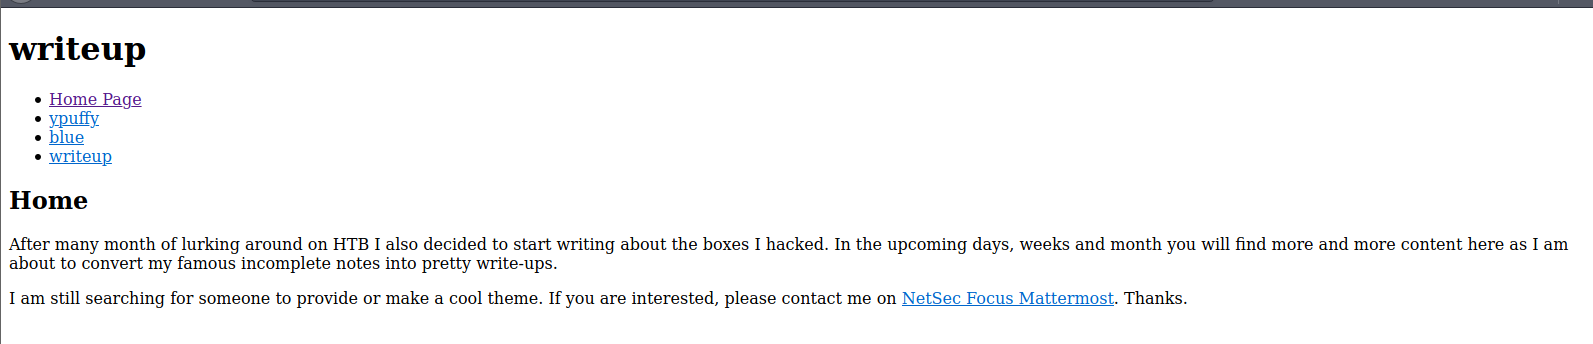 writeup
Home Page
ypuffy
blue
writeup
Home
After many month of lurking around on HTB I also decided to start writing about the boxes I hacked. In the upcoming days, weeks and month you will find more and more content here as I am
about to convert my famous incomplete notes into pretty write-ups.
I am still searching for someone to provide or make a cool theme. If you are interested, please contact me on NetSec Focus Mattermost. Thanks.